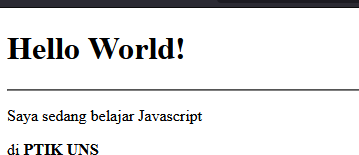 Hello World!
Saya sedang belajar Javascript
di PTIK UNS